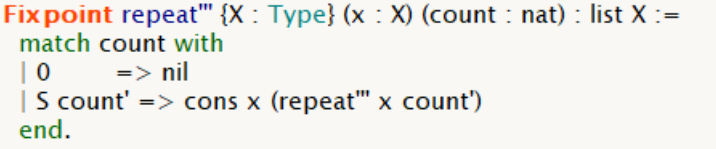 Fixpoint repeat''' {X : Type} (x : X) (count : nat) : list X :=
match count with
| 0 => nil
| S count' => cons x (repeat''' x count')
end.